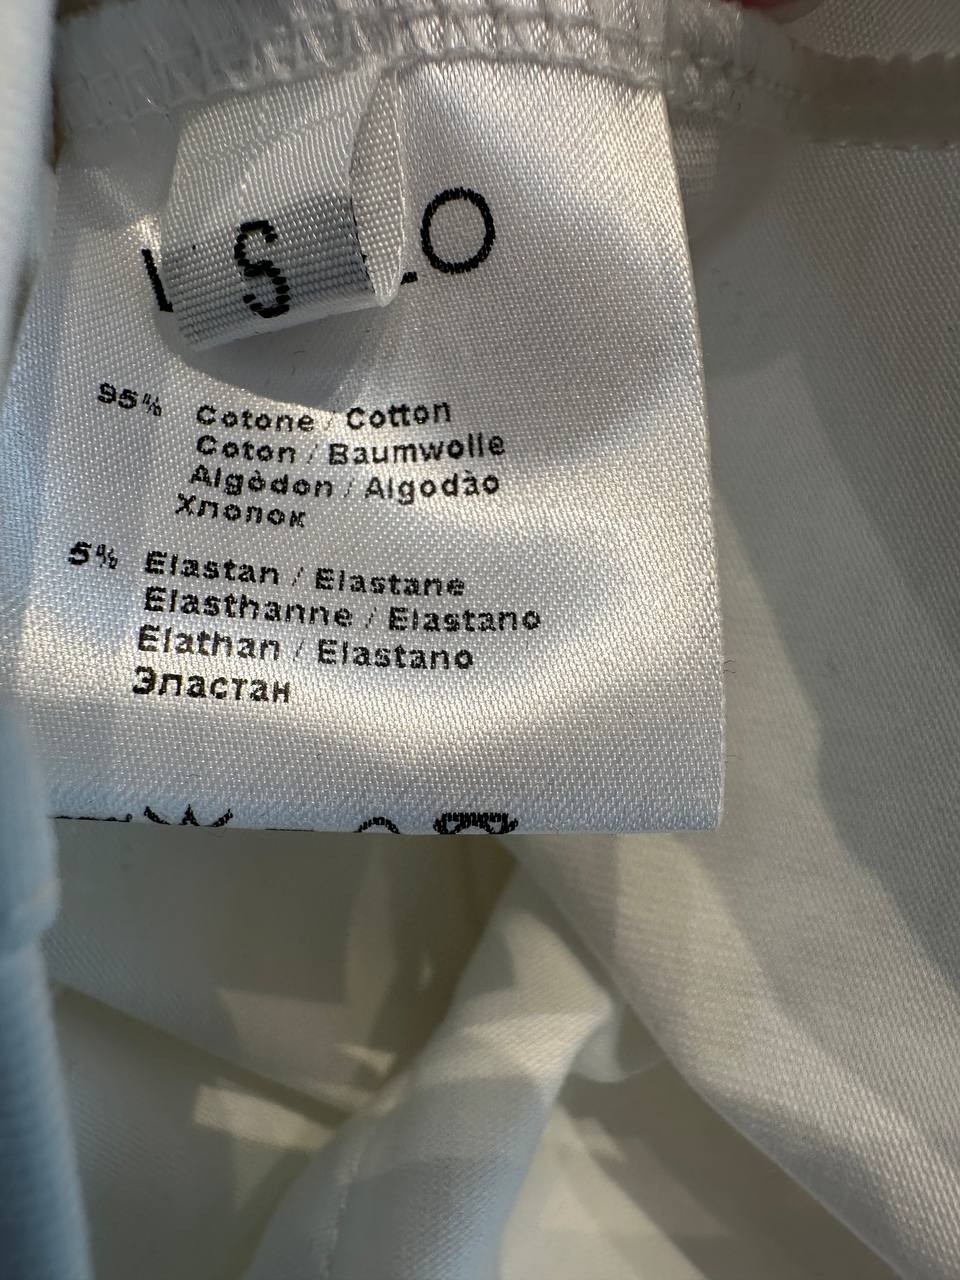 S
95% Cotone / Cotton
Coton / Baumwolle
Algòdon / Algodào
Хлопок
5% Elastan / Elastane
Elasthanne / Elastano
Elathan / Elastano
Эластан